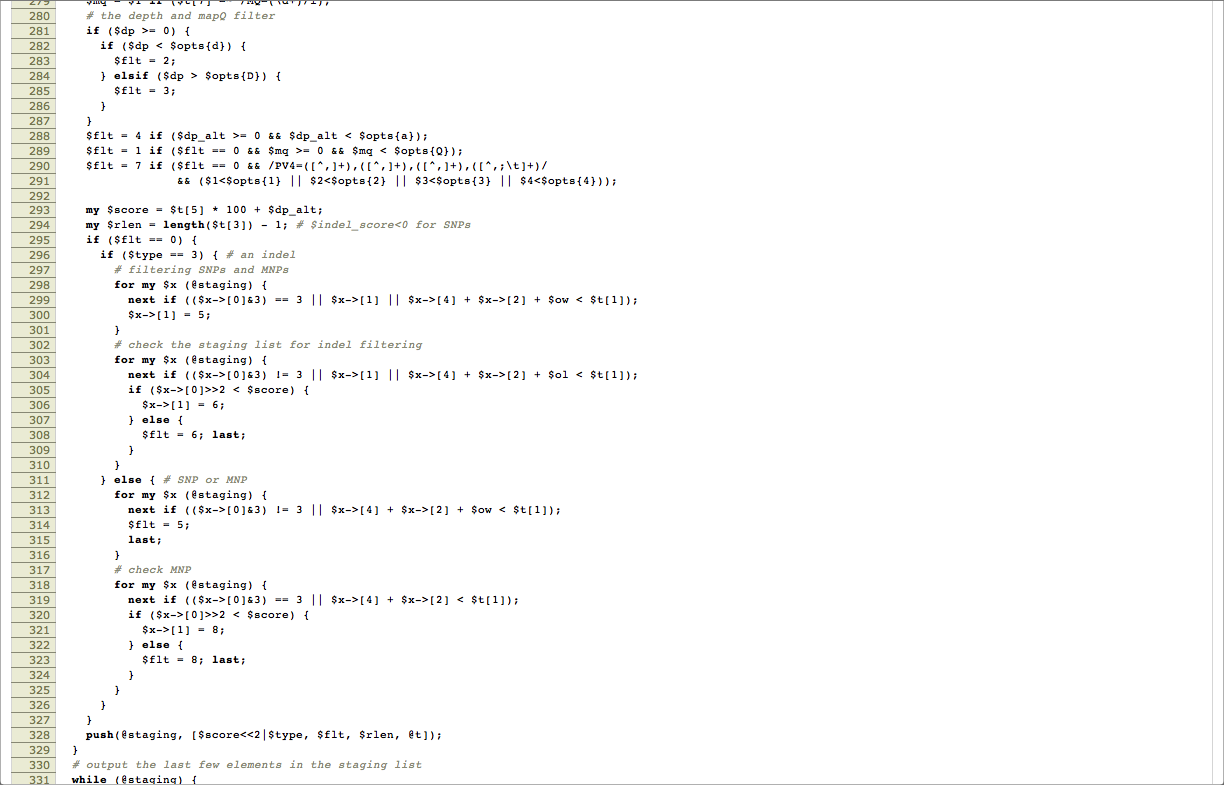 279 $mq = $1 if ($t[7] =~ /MQ=(\d+)/i);
280 # the depth and mapQ filter
281 if ($dp >= 0) {
282 if ($dp < $opts{d}) {
283 $flt = 2;
284 } elsif ($dp > $opts{D}) {
285 $flt = 3;
286 }
287 }
288 $flt = 4 if ($dp_alt >= 0 && $dp_alt < $opts{a});
289 $flt = 1 if ($flt == 0 && $mq >= 0 && $mq < $opts{Q});
290 $flt = 7 if ($flt == 0 && /PV4=([^,]+),([^,]+),([^,]+),([^,;\t]+)/
291 && ($1<$opts{1} || $2<$opts{2} || $3<$opts{3} || $4<$opts{4}));
292
293 my $score = $t[5] * 100 + $dp_alt;
294 my $rlen = length($t[3]) - 1; # $indel_score<0 for SNPs
295 if ($flt == 0) {
296 if ($type == 3) { # an indel
297 # filtering SNPs and MNPs
298 for my $x (@staging) {
299 next if (($x->[0]&3) == 3 || $x->[1] || $x->[4] + $x->[2] + $ow < $t[1]);
300 $x->[1] = 5;
301 }
302 # check the staging list for indel filtering
303 for my $x (@staging) {
304 next if (($x->[0]&3) != 3 || $x->[1] || $x->[4] + $x->[2] + $ol < $t[1]);
305 if ($x->[0]>>2 < $score) {
306 $x->[1] = 6;
307 } else {
308 $flt = 6; last;
309 }
310 }
311 } else { # SNP or MNP
312 for my $x (@staging) {
313 next if (($x->[0]&3) != 3 || $x->[4] + $x->[2] + $ow < $t[1]);
314 $flt = 5;
315 last;
316 }
317 # check MNP
318 for my $x (@staging) {
319 next if (($x->[0]&3) == 3 || $x->[4] + $x->[2] < $t[1]);
320 if ($x->[0]>>2 < $score) {
321 $x->[1] = 8;
322 } else {
323 $flt = 8; last;
324 }
325 }
326 }
327 }
328 push(@staging, [$score<<2|$type, $flt, $rlen, @t]);
329 }
330 # output the last few elements in the staging list
331 while (@staging) {